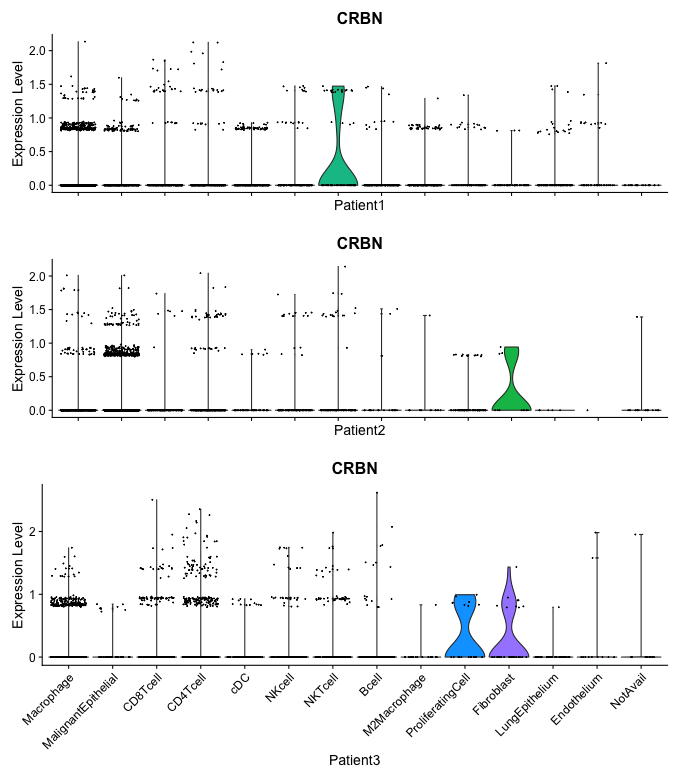 CRBN
Expression Level
2.0
1.5
1.0
0.5
0.0
Patient1
CRBN
Expression Level
2.0
1.5
1.0
0.5
0.0
Patient2
CRBN
Expression Level
2
1
0
Macrophage
MalignantEpithelial
CD8Tcell
CD4Tcell
cDC
NKcell
NKTcell
Bcell
M2Macrophage
ProliferatingCell
Fibroblast
LungEpithelium
Endothelium
NotAvail
Patient3